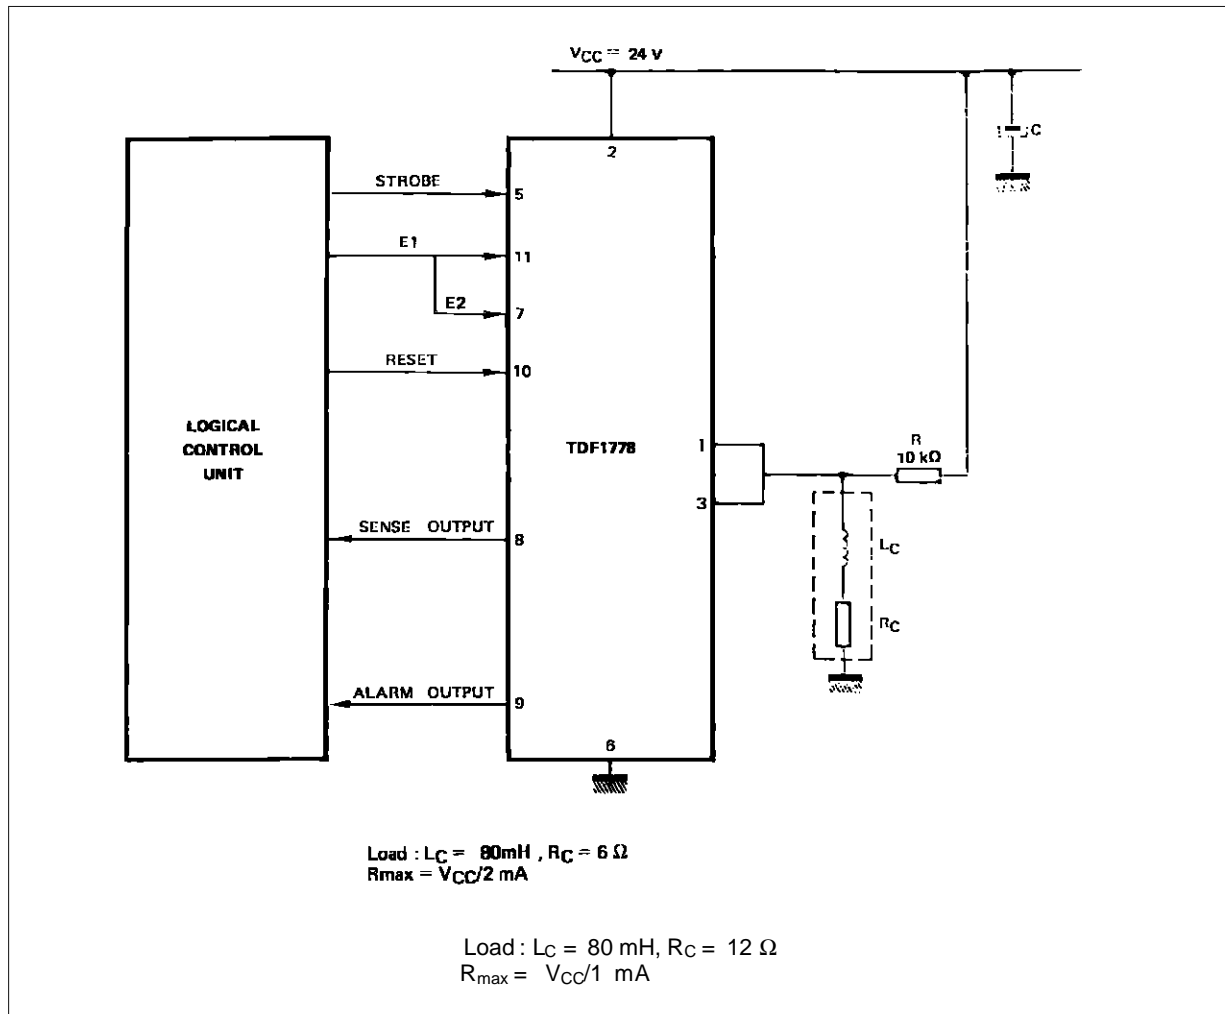 VCC = 24 V
C
2
STROBE
5
E1
11
E2
7
RESET
10
LOGICAL
CONTROL
UNIT
TDF1778
1
3
R
10 kΩ
LC
RC
SENSE OUTPUT
8
ALARM OUTPUT
9
6
Load : LC = 80mH , RC = 6 Ω
Rmax = VCC/2 mA
Load : LC = 80 mH, RC = 12 Ω
Rmax = VCC/1 mA